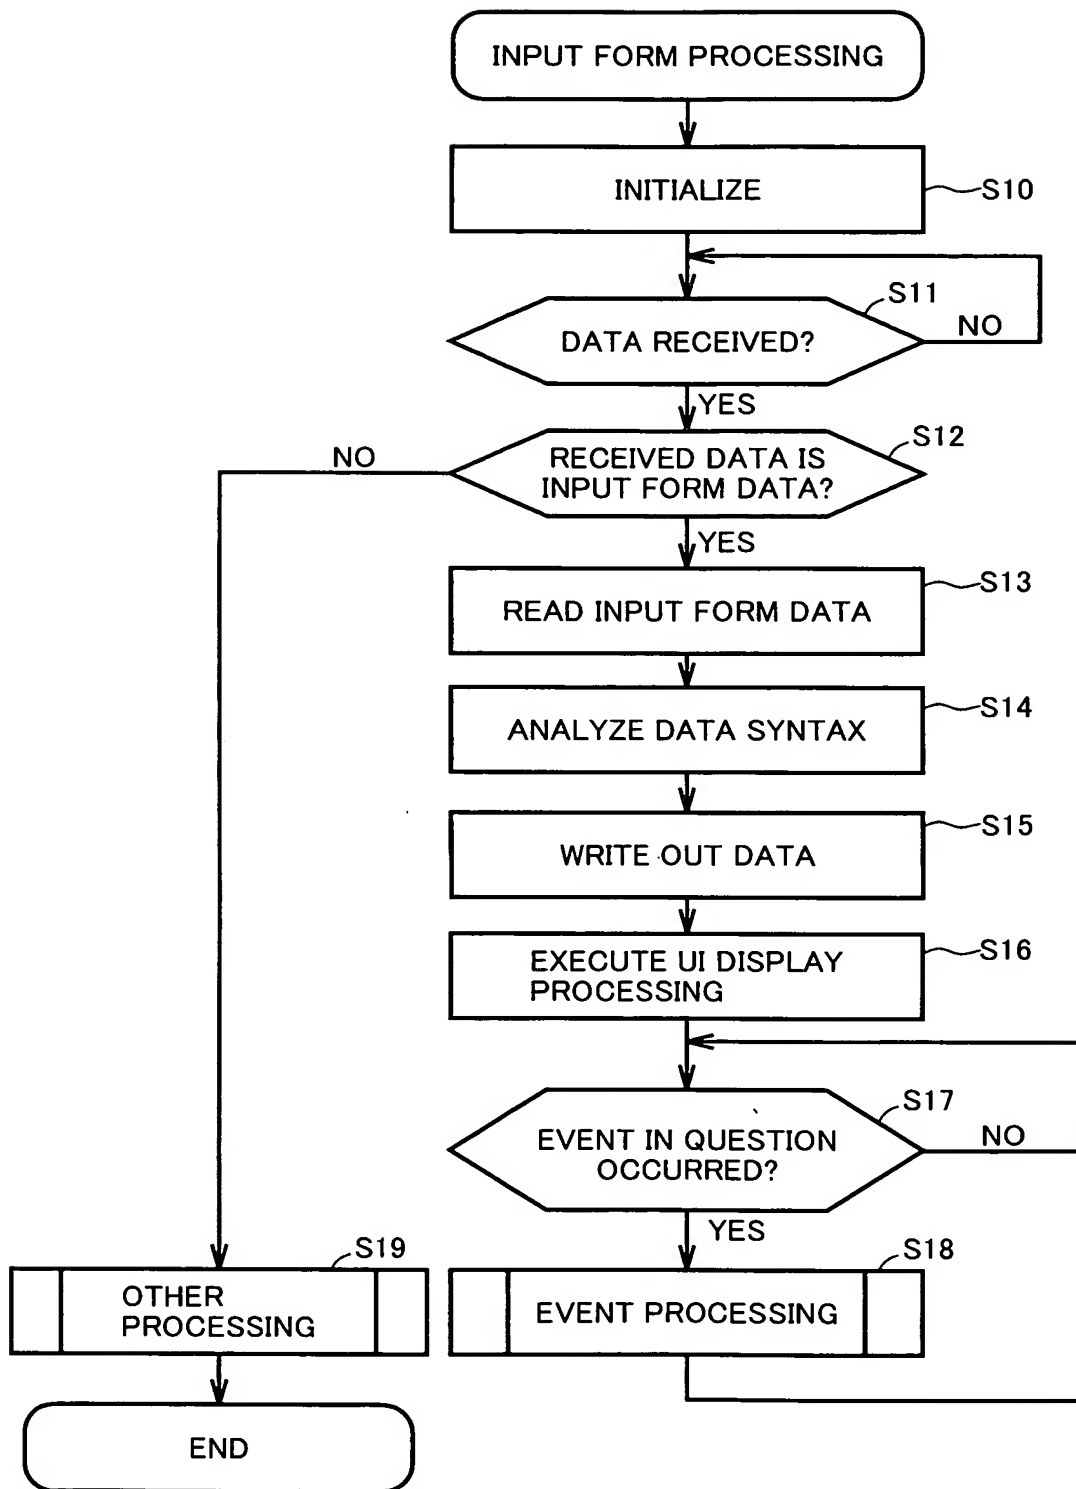 INPUT FORM PROCESSING
INITIALIZE
S10
S11
DATA RECEIVED?
NO
YES
S12
NO
RECEIVED DATA IS
INPUT FORM DATA?
YES
S13
READ INPUT FORM DATA
S14
ANALYZE DATA SYNTAX
S15
WRITE OUT DATA
S16
EXECUTE UI DISPLAY
PROCESSING
S17
EVENT IN QUESTION
OCCURRED?
NO
YES
S19
S18
OTHER
PROCESSING
EVENT PROCESSING
END